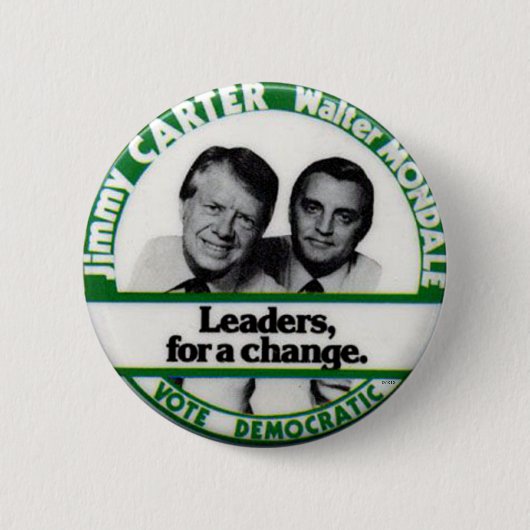 Jimmy CARTER Walter MONDALE
Leaders,
for a change.
VOTE DEMOCRATIC